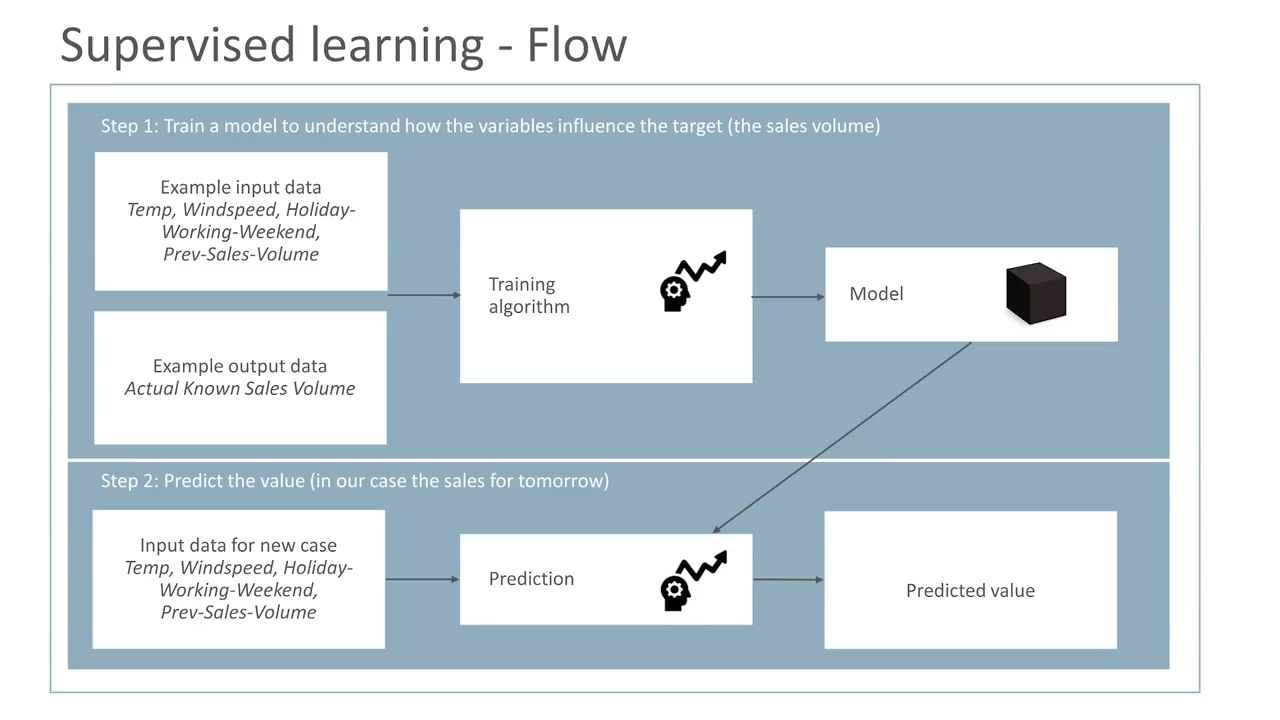 Supervised learning - Flow
Step 1: Train a model to understand how the variables influence the target (the sales volume)
Example input data
Temp, Windspeed, Holiday-
Working-Weekend,
Prev-Sales-Volume
Training
algorithm
Model
Example output data
Actual Known Sales Volume
Step 2: Predict the value (in our case the sales for tomorrow)
Input data for new case
Temp, Windspeed, Holiday-
Working-Weekend,
Prev-Sales-Volume
Prediction
Predicted value